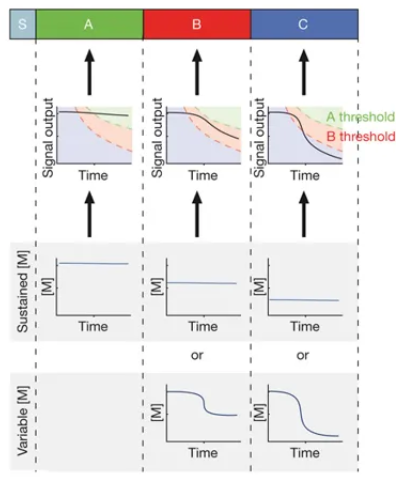 S A B C
Signal output Signal output Signal output
A threshold
B threshold
Time Time Time
Sustained [M]
[M] [M] [M]
Time Time Time
or or
Variable [M]
[M] [M]
Time Time